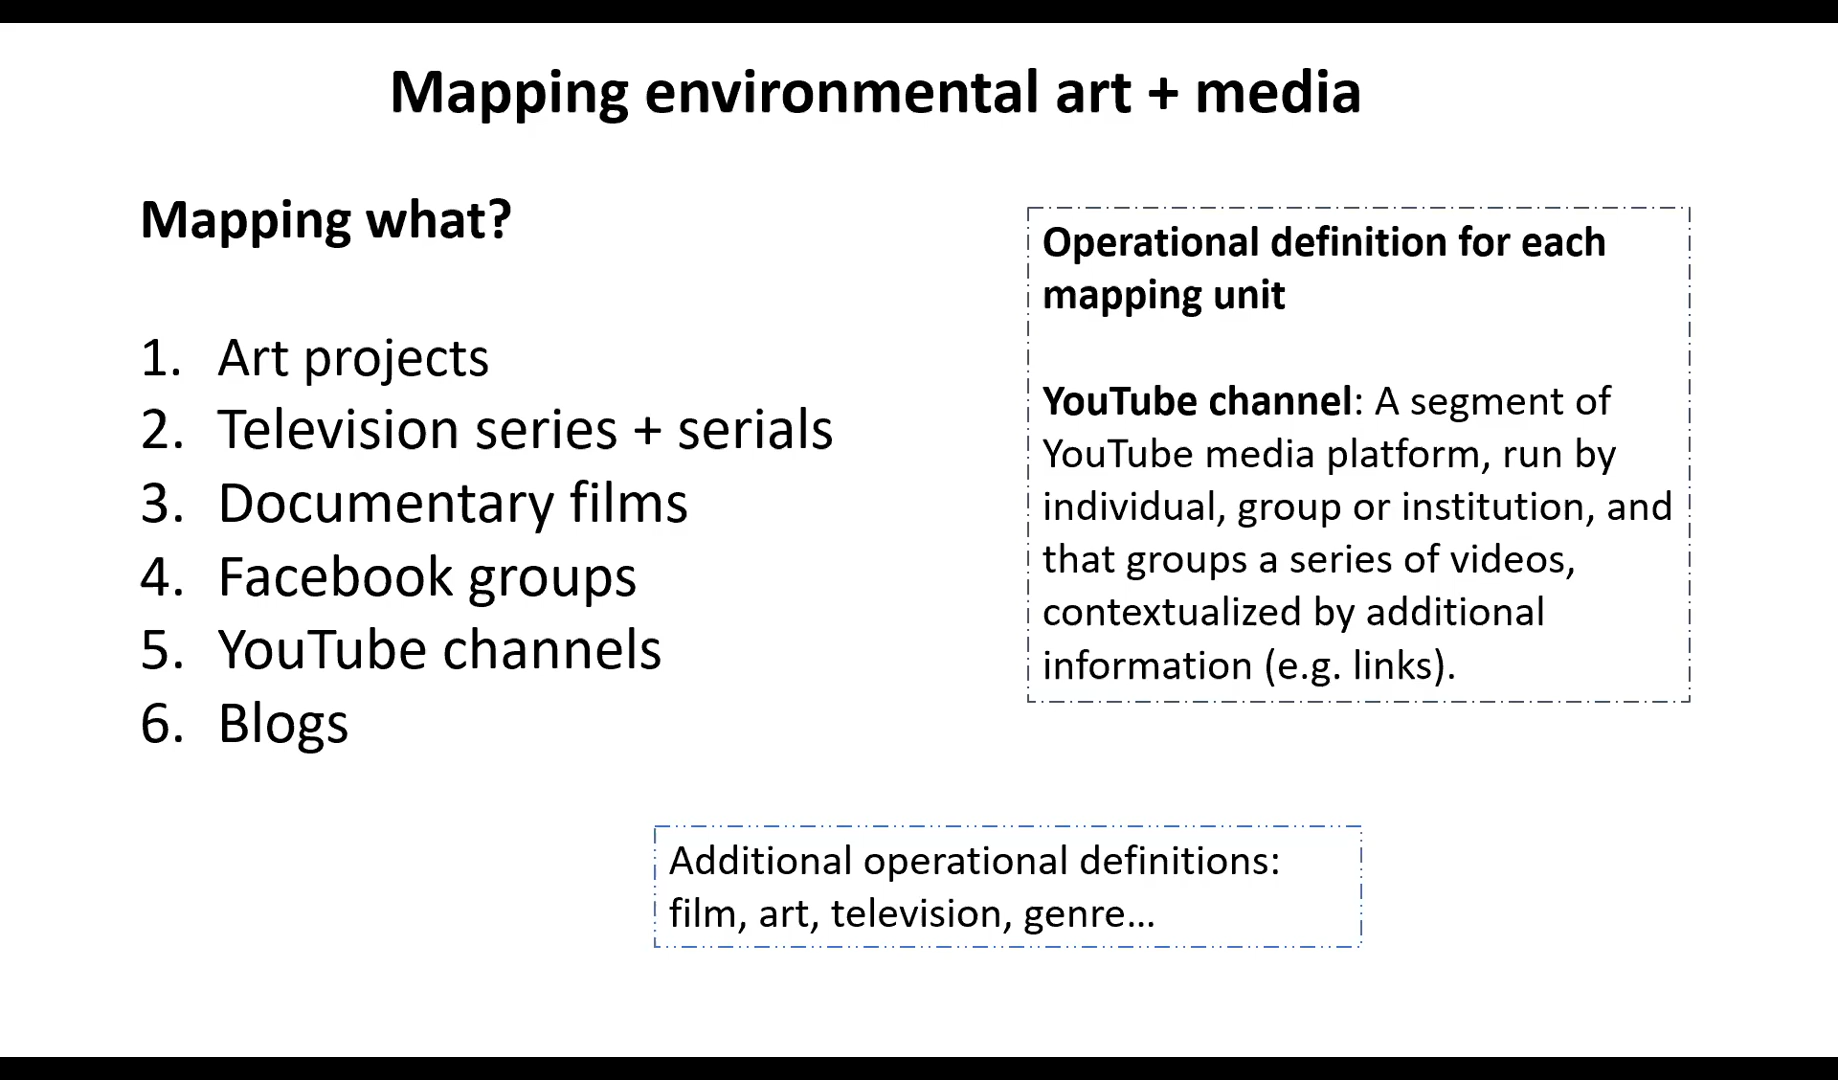 Mapping environmental art + media
Mapping what?
1. Art projects
2. Television series + serials
3. Documentary films
4. Facebook groups
5. YouTube channels
6. Blogs
Operational definition for each
mapping unit
YouTube channel: A segment of
YouTube media platform, run by
individual, group or institution, and
that groups a series of videos,
contextualized by additional
information (e.g. links).
Additional operational definitions:
film, art, television, genre...